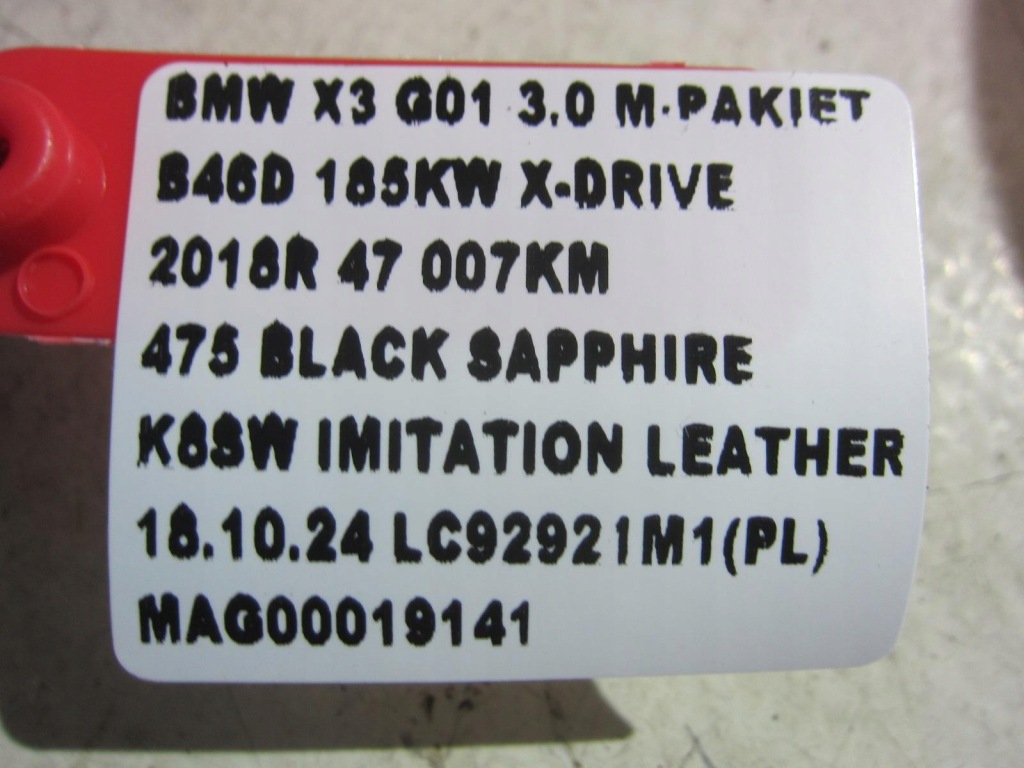 BMW X3 G01 3.0 M-PAKIET
B46D 185KW X-DRIVE
2018R 47 007KM
475 BLACK SAPPHIRE
K8SW IMITATION LEATHER
18.10.24 LC92921M1(PL)
MAG00019141